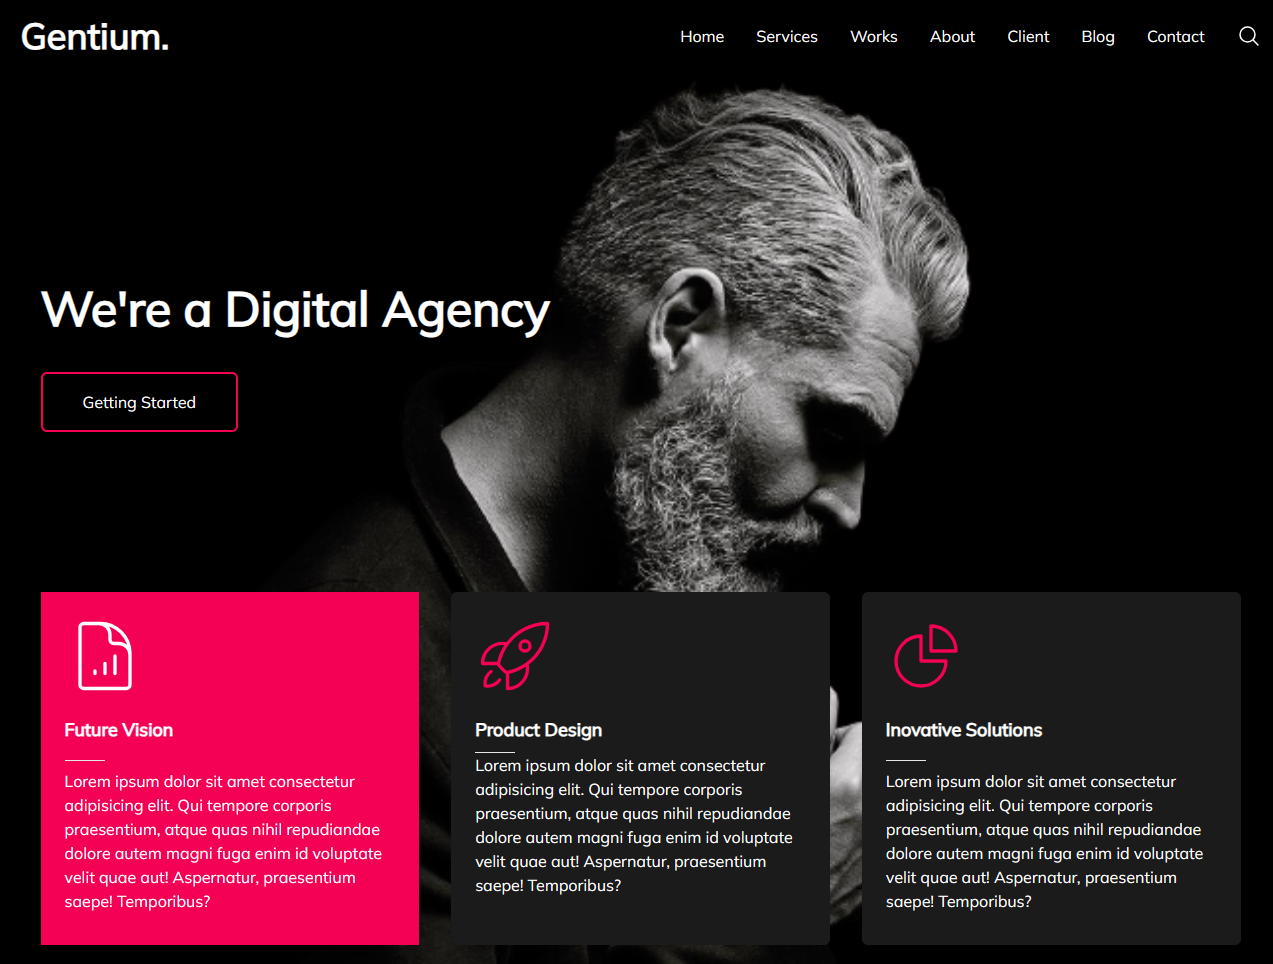 Gentium.
Home Services Works About Client Blog Contact
We're a Digital Agency
Getting Started
Future Vision
Lorem ipsum dolor sit amet consectetur
adipisicing elit. Qui tempore corporis
praesentium, atque quas nihil repudiandae
dolore autem magni fuga enim id voluptate
velit quae aut! Aspernatur, praesentium
saepe! Temporibus?
Product Design
Lorem ipsum dolor sit amet consectetur
adipisicing elit. Qui tempore corporis
praesentium, atque quas nihil repudiandae
dolore autem magni fuga enim id voluptate
velit quae aut! Aspernatur, praesentium
saepe! Temporibus?
Inovative Solutions
Lorem ipsum dolor sit amet consectetur
adipisicing elit. Qui tempore corporis
praesentium, atque quas nihil repudiandae
dolore autem magni fuga enim id voluptate
velit quae aut! Aspernatur, praesentium
saepe! Temporibus?